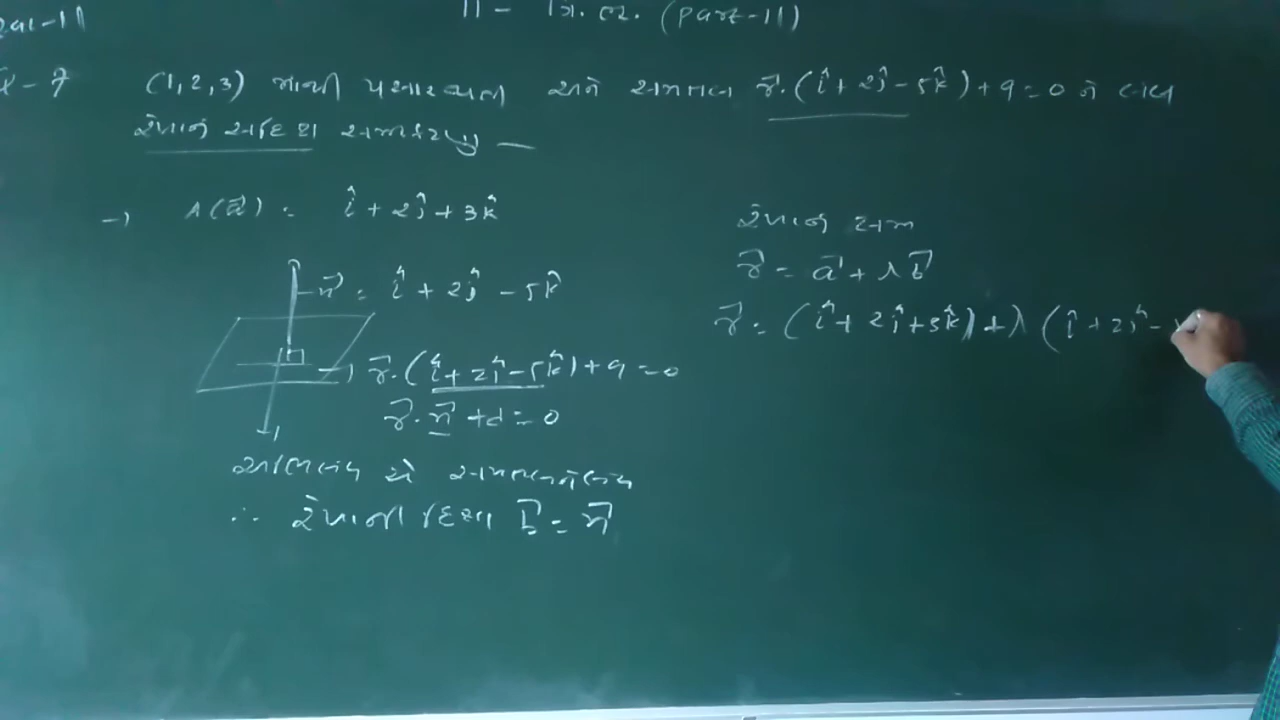 11 - ત્રિ. પ. (Part-11)
(1,2,3) માંથી પસાર થતી અને સમતલ r⃗.(î+2ĵ-5k̂)+9=0 ને લંબ
રેખાનું સદિશ સમીકરણ —
→ A(a⃗) = î+2ĵ+3k̂
n⃗ = î+2ĵ-5k̂
→ r⃗.(î+2ĵ-5k̂)+9=0
r⃗.n⃗+d=0
રેખા સમતલને લંબ
∴ રેખાની દિશા b⃗=n⃗
રેખાનું સમી
r⃗ = a⃗+λb⃗
r⃗ = (î+2ĵ+3k̂)+λ(î+2ĵ-